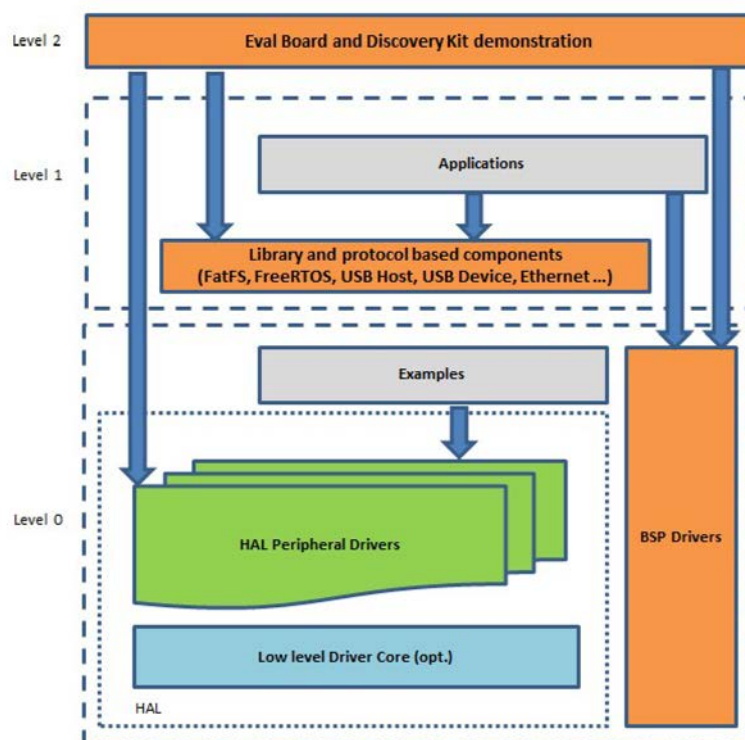 Level 2
Eval Board and Discovery Kit demonstration
Level 1
Applications
Library and protocol based components
(FatFS, FreeRTOS, USB Host, USB Device, Ethernet ...)
Examples
Level 0
HAL Peripheral Drivers
BSP Drivers
Low level Driver Core (opt.)
HAL